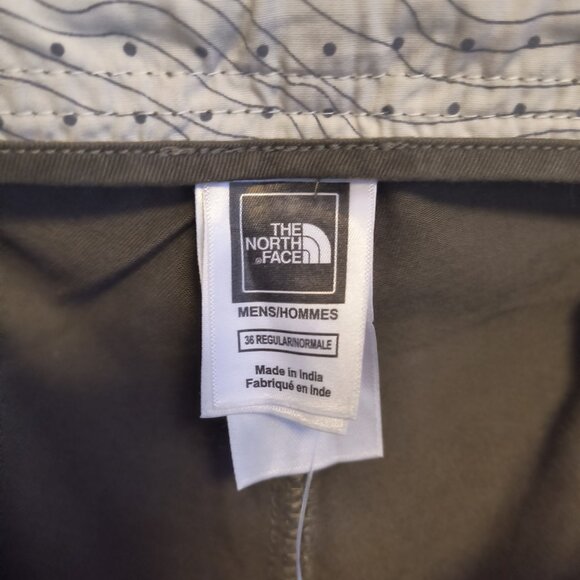 THE
NORTH
FACE
MENS/HOMMES
36 REGULAR/NORMALE
Made in India
Fabriqué en Inde